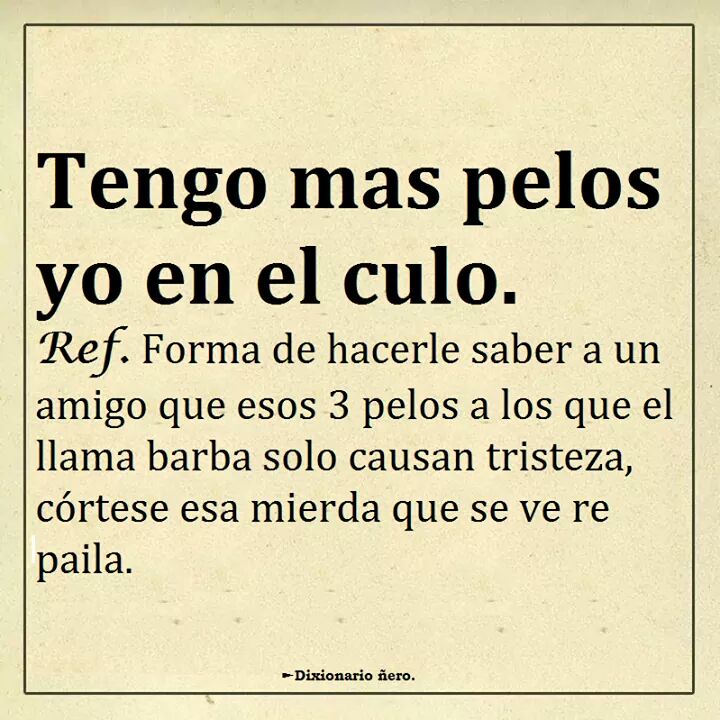 Tengo mas pelos
yo en el culo.
Ref. Forma de hacerle saber a un
amigo que esos 3 pelos a los que el
llama barba solo causan tristeza,
córtese esa mierda que se ve re
paila.
►Dixionario ñero.